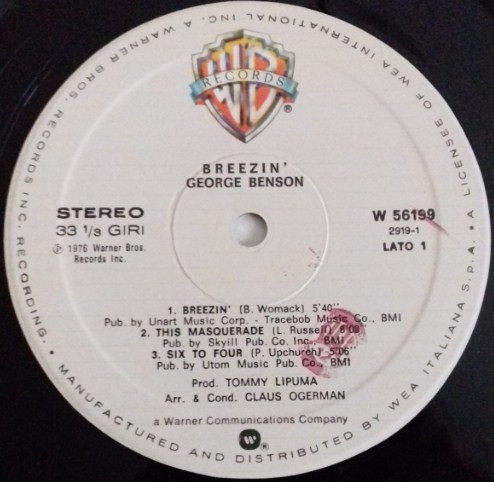 WB
RECORDS
®
BREEZIN'
GEORGE BENSON
STEREO
33 1/3 GIRI
℗ 1976 Warner Bros.
Records Inc.
W 56199
2919-1
LATO 1
1. BREEZIN' (B. Womack) 5'40''
Pub. by Unart Music Corp. - Tracebob Music Co., BMI
2. THIS MASQUERADE (L. Russell) 8'03''
Pub. by Skyill Pub. Co. Inc., BMI
3. SIX TO FOUR (P. Upchurch) 5'06''
Pub. by Utom Music Pub. Co., BMI
Prod. TOMMY LIPUMA
Arr. & Cond. CLAUS OGERMAN
a Warner Communications Company
®
MANUFACTURED AND DISTRIBUTED BY WEA ITALIANA S.P.A. • A LICENSEE OF WEA INTERNATIONAL INC. A WARNER BROS. RECORDS INC. RECORDING. •